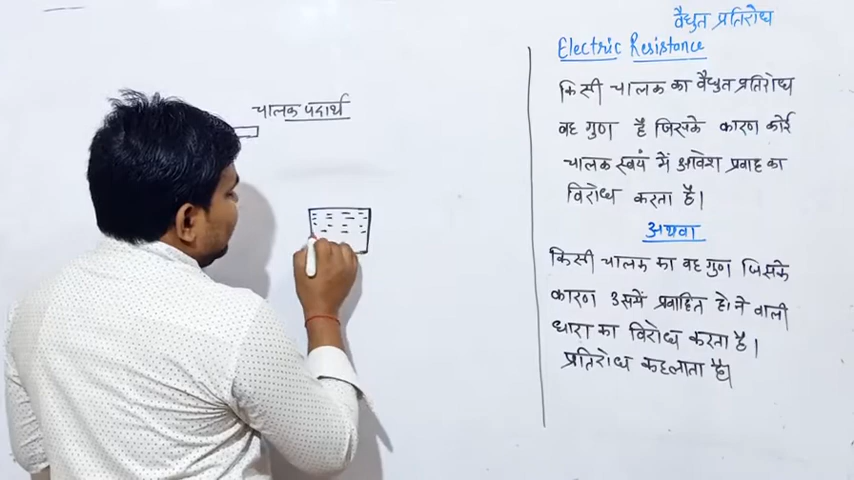 वैधुत प्रतिरोध
Electric Resistance
किसी चालक का वैधुत प्रतिरोध
वह गुण है जिसके कारण कोई
चालक स्वयं में आवेश प्रवाह का
विरोध करता है।
अथवा
किसी चालक का वह गुण जिसके
कारण उसमें प्रवाहित होने वाली
धारा का विरोध करता है।
प्रतिरोध कहलाता है।
चालक पदार्थ